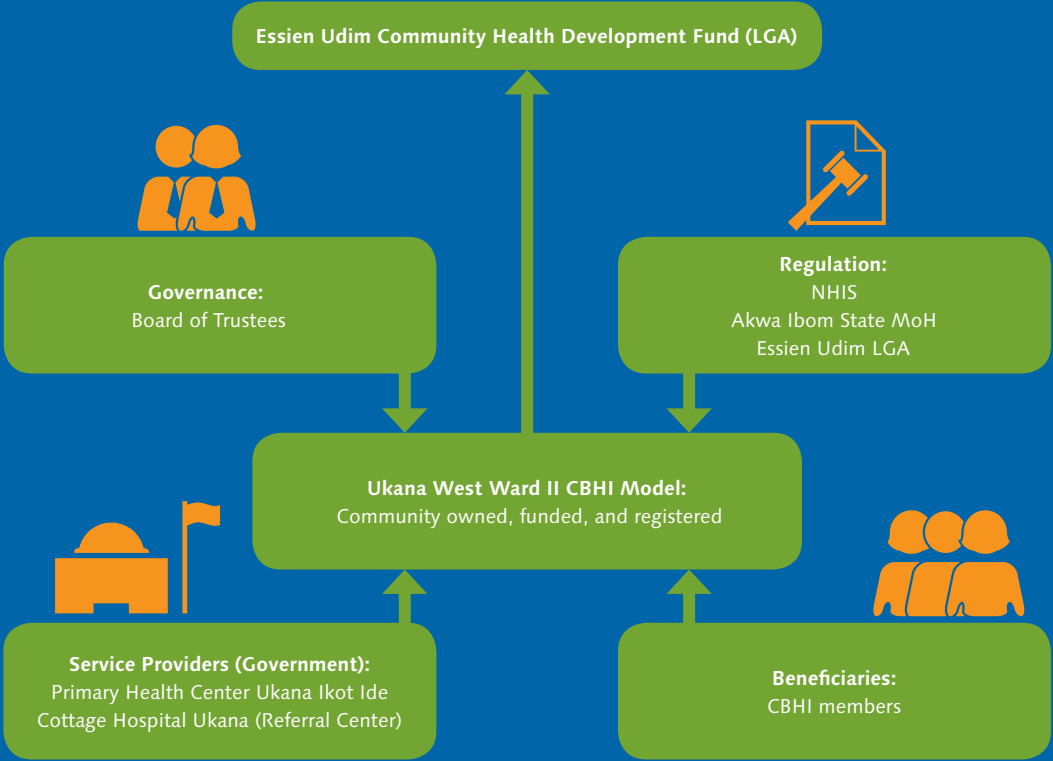 Essien Udim Community Health Development Fund (LGA)
Governance:
Board of Trustees
Regulation:
NHIS
Akwa Ibom State MoH
Essien Udim LGA
Ukana West Ward II CBHI Model:
Community owned, funded, and registered
Service Providers (Government):
Primary Health Center Ukana Ikot Ide
Cottage Hospital Ukana (Referral Center)
Beneficiaries:
CBHI members